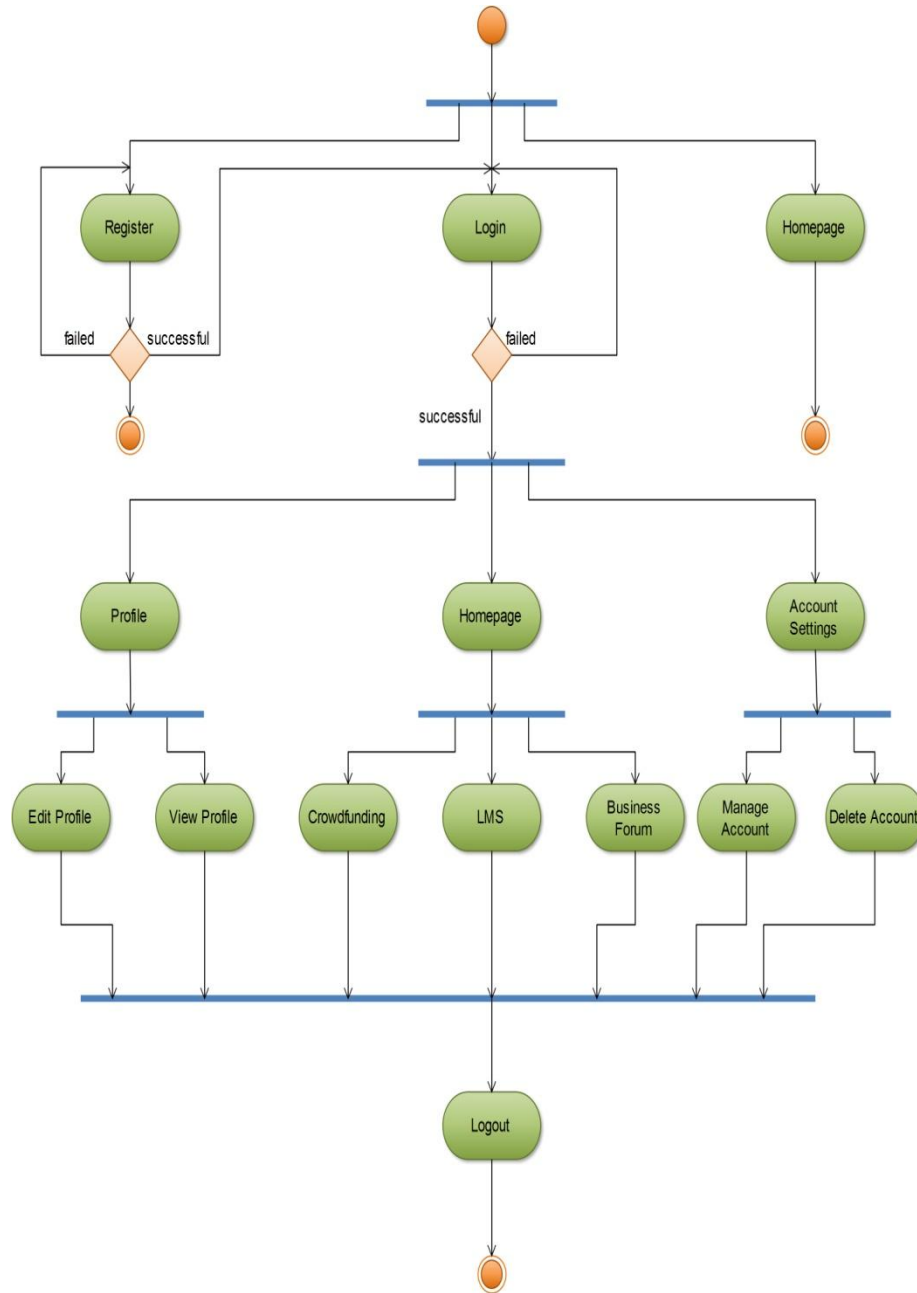 Register
Login
Homepage
failed
successful
failed
successful
Profile
Homepage
Account
Settings
Edit Profile
View Profile
Crowdfunding
LMS
Business
Forum
Manage
Account
Delete Account
Logout